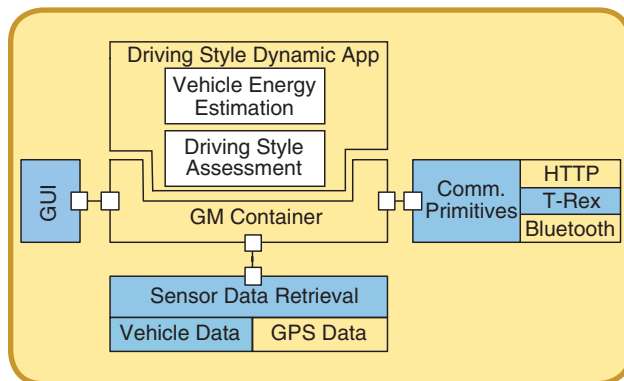 Driving Style Dynamic App
Vehicle Energy
Estimation
Driving Style
Assessment
GUI
GM Container
Comm.
Primitives
HTTP
T-Rex
Bluetooth
Sensor Data Retrieval
Vehicle Data
GPS Data